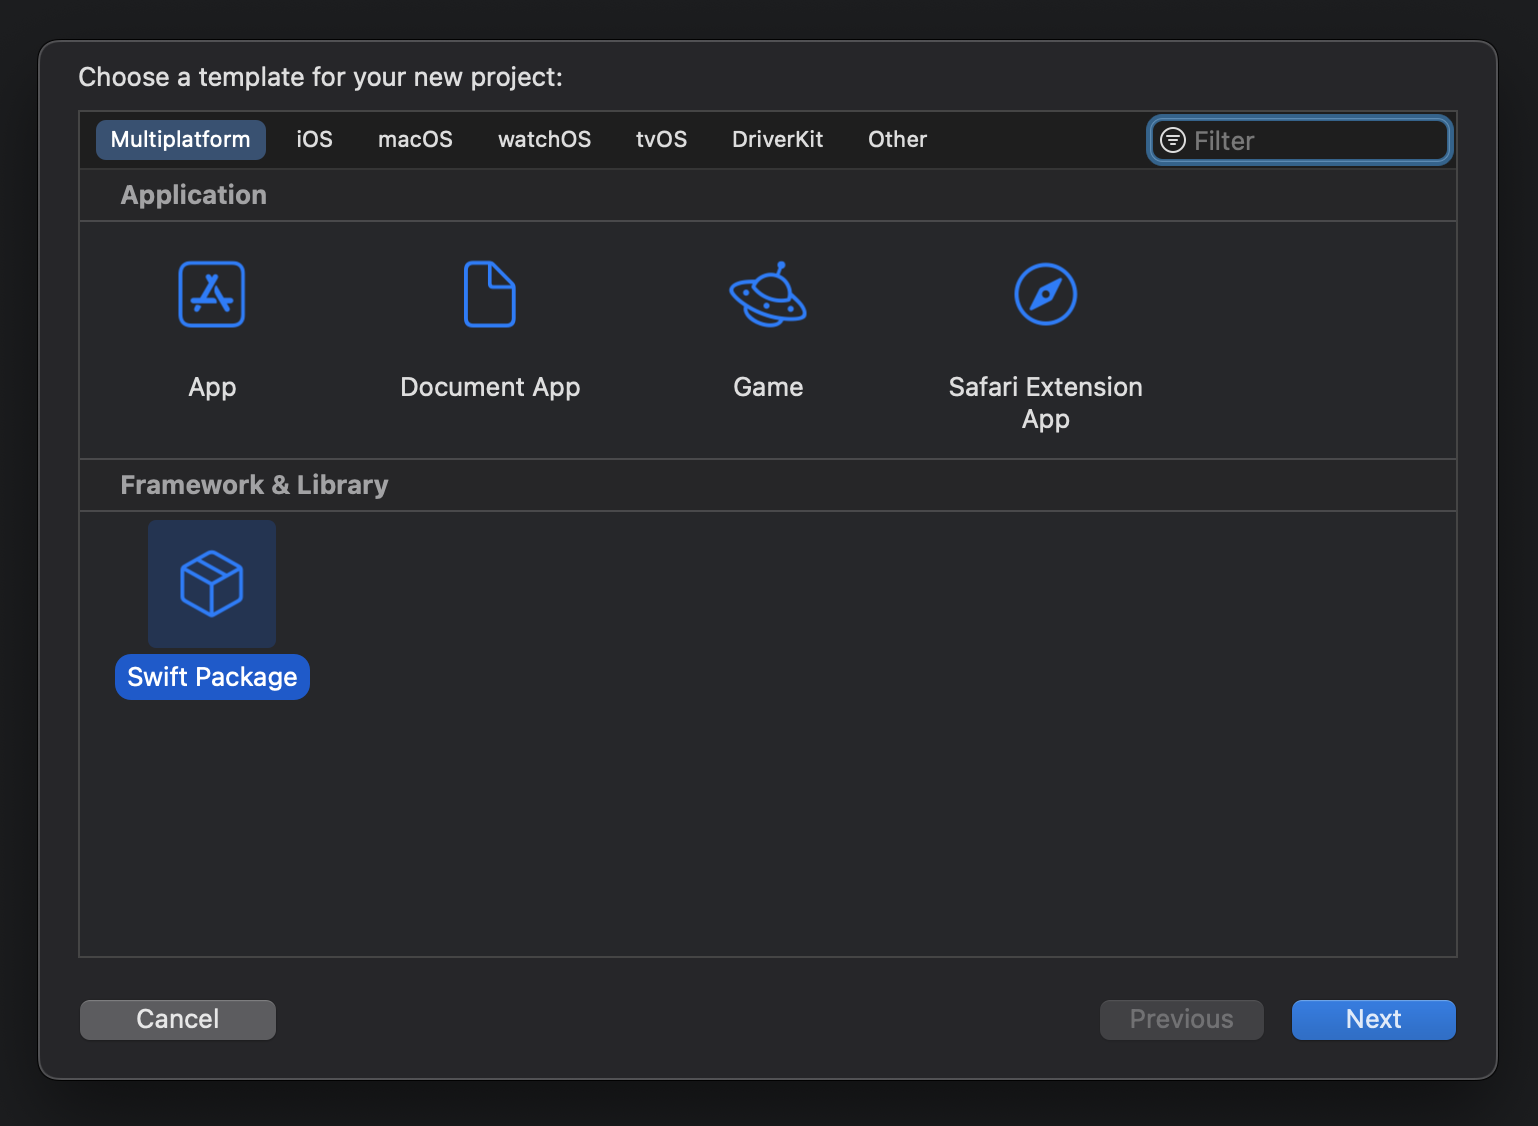 Choose a template for your new project:
Multiplatform iOS macOS watchOS tvOS DriverKit Other Filter
Application
App Document App Game Safari Extension
App
Framework & Library
Swift Package
Cancel Previous Next